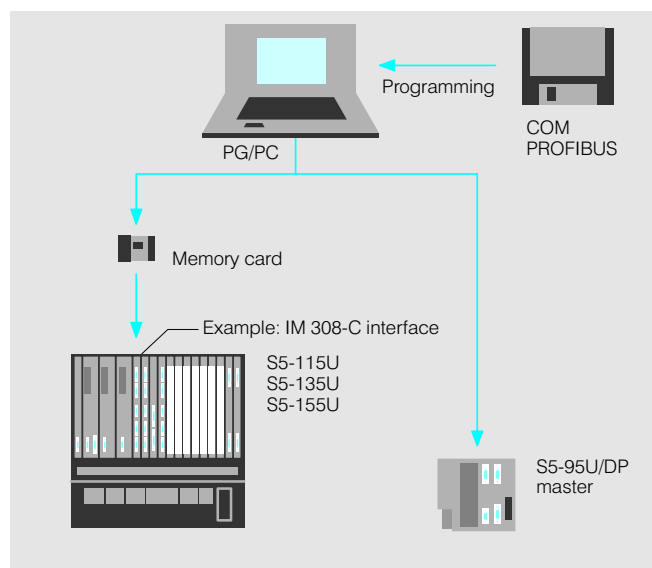 Programming
COM
PROFIBUS
PG/PC
Memory card
Example: IM 308-C interface
S5-115U
S5-135U
S5-155U
S5-95U/DP
master